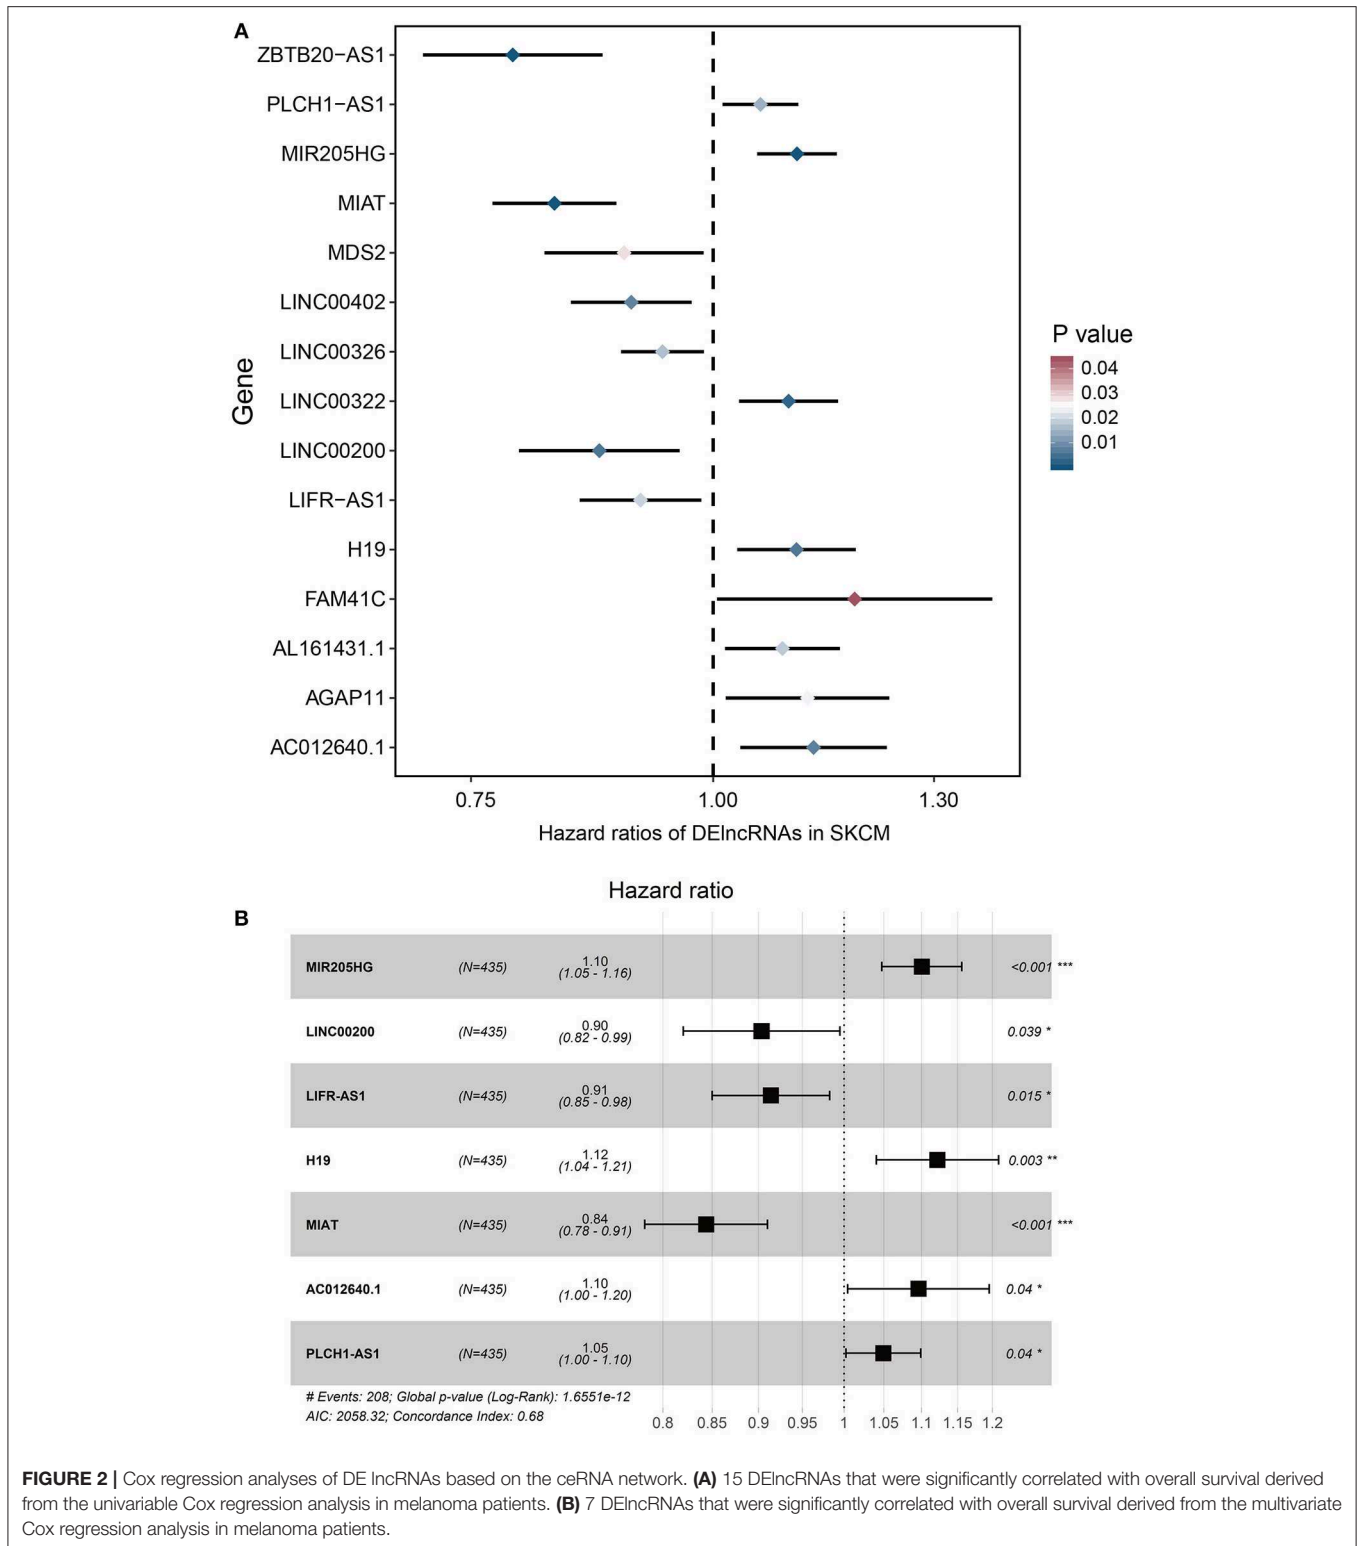 A
ZBTB20−AS1
PLCH1−AS1
MIR205HG
MIAT
MDS2
LINC00402
LINC00326
LINC00322
LINC00200
LIFR−AS1
H19
FAM41C
AL161431.1
AGAP11
AC012640.1
Gene
0.75 1.00 1.30
Hazard ratios of DElncRNAs in SKCM
P value
0.04
0.03
0.02
0.01
Hazard ratio
B
MIR205HG (N=435) 1.10 (1.05 - 1.16) <0.001 ***
LINC00200 (N=435) 0.90 (0.82 - 0.99) 0.039 *
LIFR-AS1 (N=435) 0.91 (0.85 - 0.98) 0.015 *
H19 (N=435) 1.12 (1.04 - 1.21) 0.003 **
MIAT (N=435) 0.84 (0.78 - 0.91) <0.001 ***
AC012640.1 (N=435) 1.10 (1.00 - 1.20) 0.04 *
PLCH1-AS1 (N=435) 1.05 (1.00 - 1.10) 0.04 *
# Events: 208; Global p-value (Log-Rank): 1.6551e-12
AIC: 2058.32; Concordance Index: 0.68
0.8 0.85 0.9 0.95 1 1.05 1.1 1.15 1.2
FIGURE 2 | Cox regression analyses of DE lncRNAs based on the ceRNA network. (A) 15 DElncRNAs that were significantly correlated with overall survival derived
from the univariable Cox regression analysis in melanoma patients. (B) 7 DElncRNAs that were significantly correlated with overall survival derived from the multivariate
Cox regression analysis in melanoma patients.